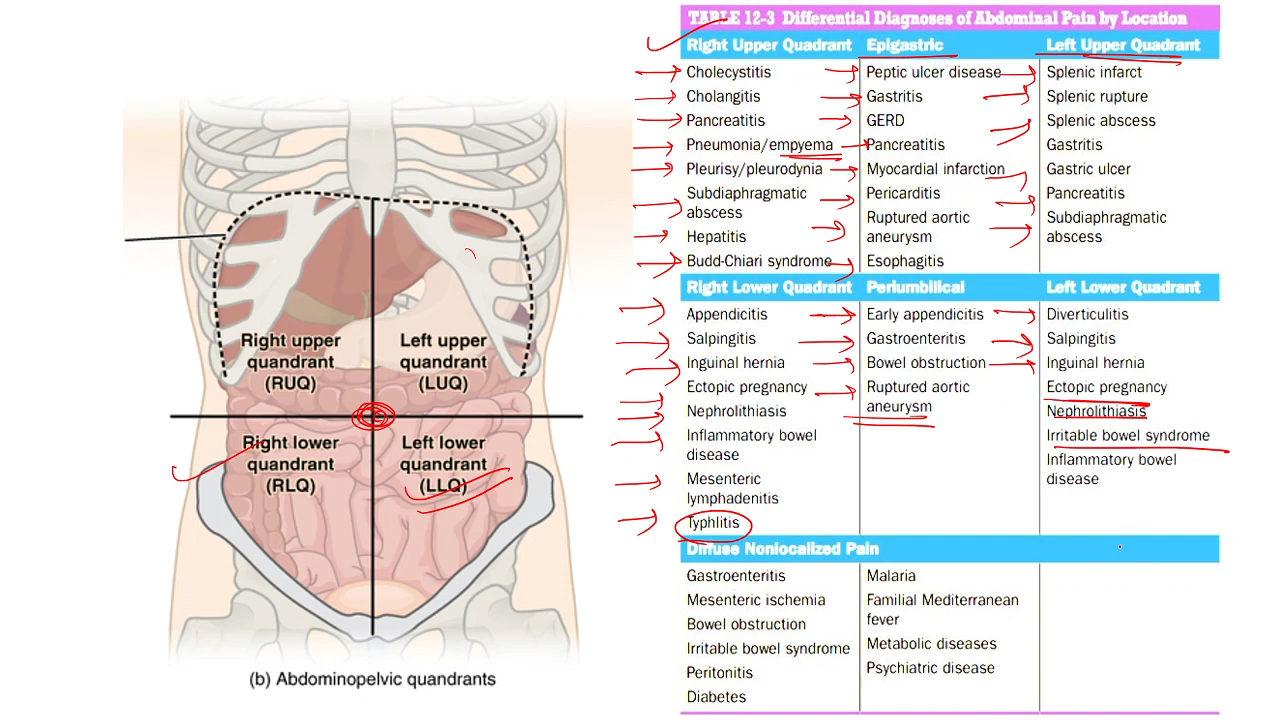 Right upper
quandrant
(RUQ)
Left upper
quandrant
(LUQ)
Right lower
quandrant
(RLQ)
Left lower
quandrant
(LLQ)
(b) Abdominopelvic quandrants
TABLE 12-3 Differential Diagnoses of Abdominal Pain by Location
Right Upper Quadrant
Cholecystitis
Cholangitis
Pancreatitis
Pneumonia/empyema
Pleurisy/pleurodynia
Subdiaphragmatic
abscess
Hepatitis
Budd-Chiari syndrome
Epigastric
Peptic ulcer disease
Gastritis
GERD
Pancreatitis
Myocardial infarction
Pericarditis
Ruptured aortic
aneurysm
Esophagitis
Left Upper Quadrant
Splenic infarct
Splenic rupture
Splenic abscess
Gastritis
Gastric ulcer
Pancreatitis
Subdiaphragmatic
abscess
Right Lower Quadrant
Appendicitis
Salpingitis
Inguinal hernia
Ectopic pregnancy
Nephrolithiasis
Inflammatory bowel
disease
Mesenteric
lymphadenitis
Typhlitis
Periumbilical
Early appendicitis
Gastroenteritis
Bowel obstruction
Ruptured aortic
aneurysm
Left Lower Quadrant
Diverticulitis
Salpingitis
Inguinal hernia
Ectopic pregnancy
Nephrolithiasis
Irritable bowel syndrome
Inflammatory bowel
disease
Diffuse Nonlocalized Pain
Gastroenteritis
Mesenteric ischemia
Bowel obstruction
Irritable bowel syndrome
Peritonitis
Diabetes
Malaria
Familial Mediterranean
fever
Metabolic diseases
Psychiatric disease